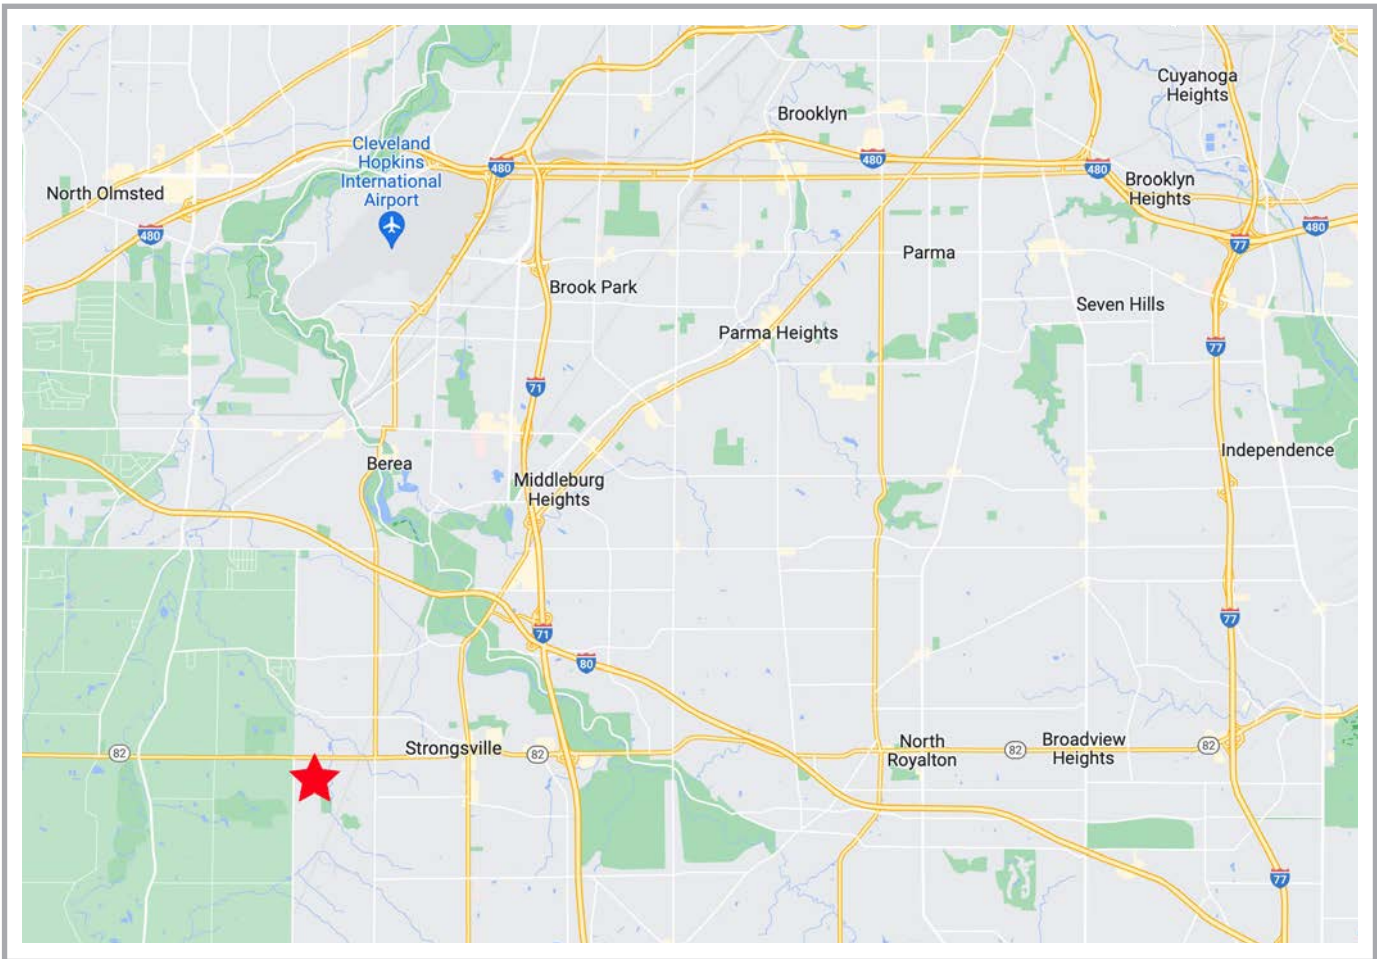 Cuyahoga
Heights
Brooklyn
Cleveland
Hopkins
International
Airport
480
480
480
North Olmsted
Brooklyn
Heights
480
480
77
Parma
Brook Park
Seven Hills
Parma Heights
77
71
Independence
Berea
Middleburg
Heights
77
71
80
Strongsville
82
82
North
Royalton
82
Broadview
Heights
82
77